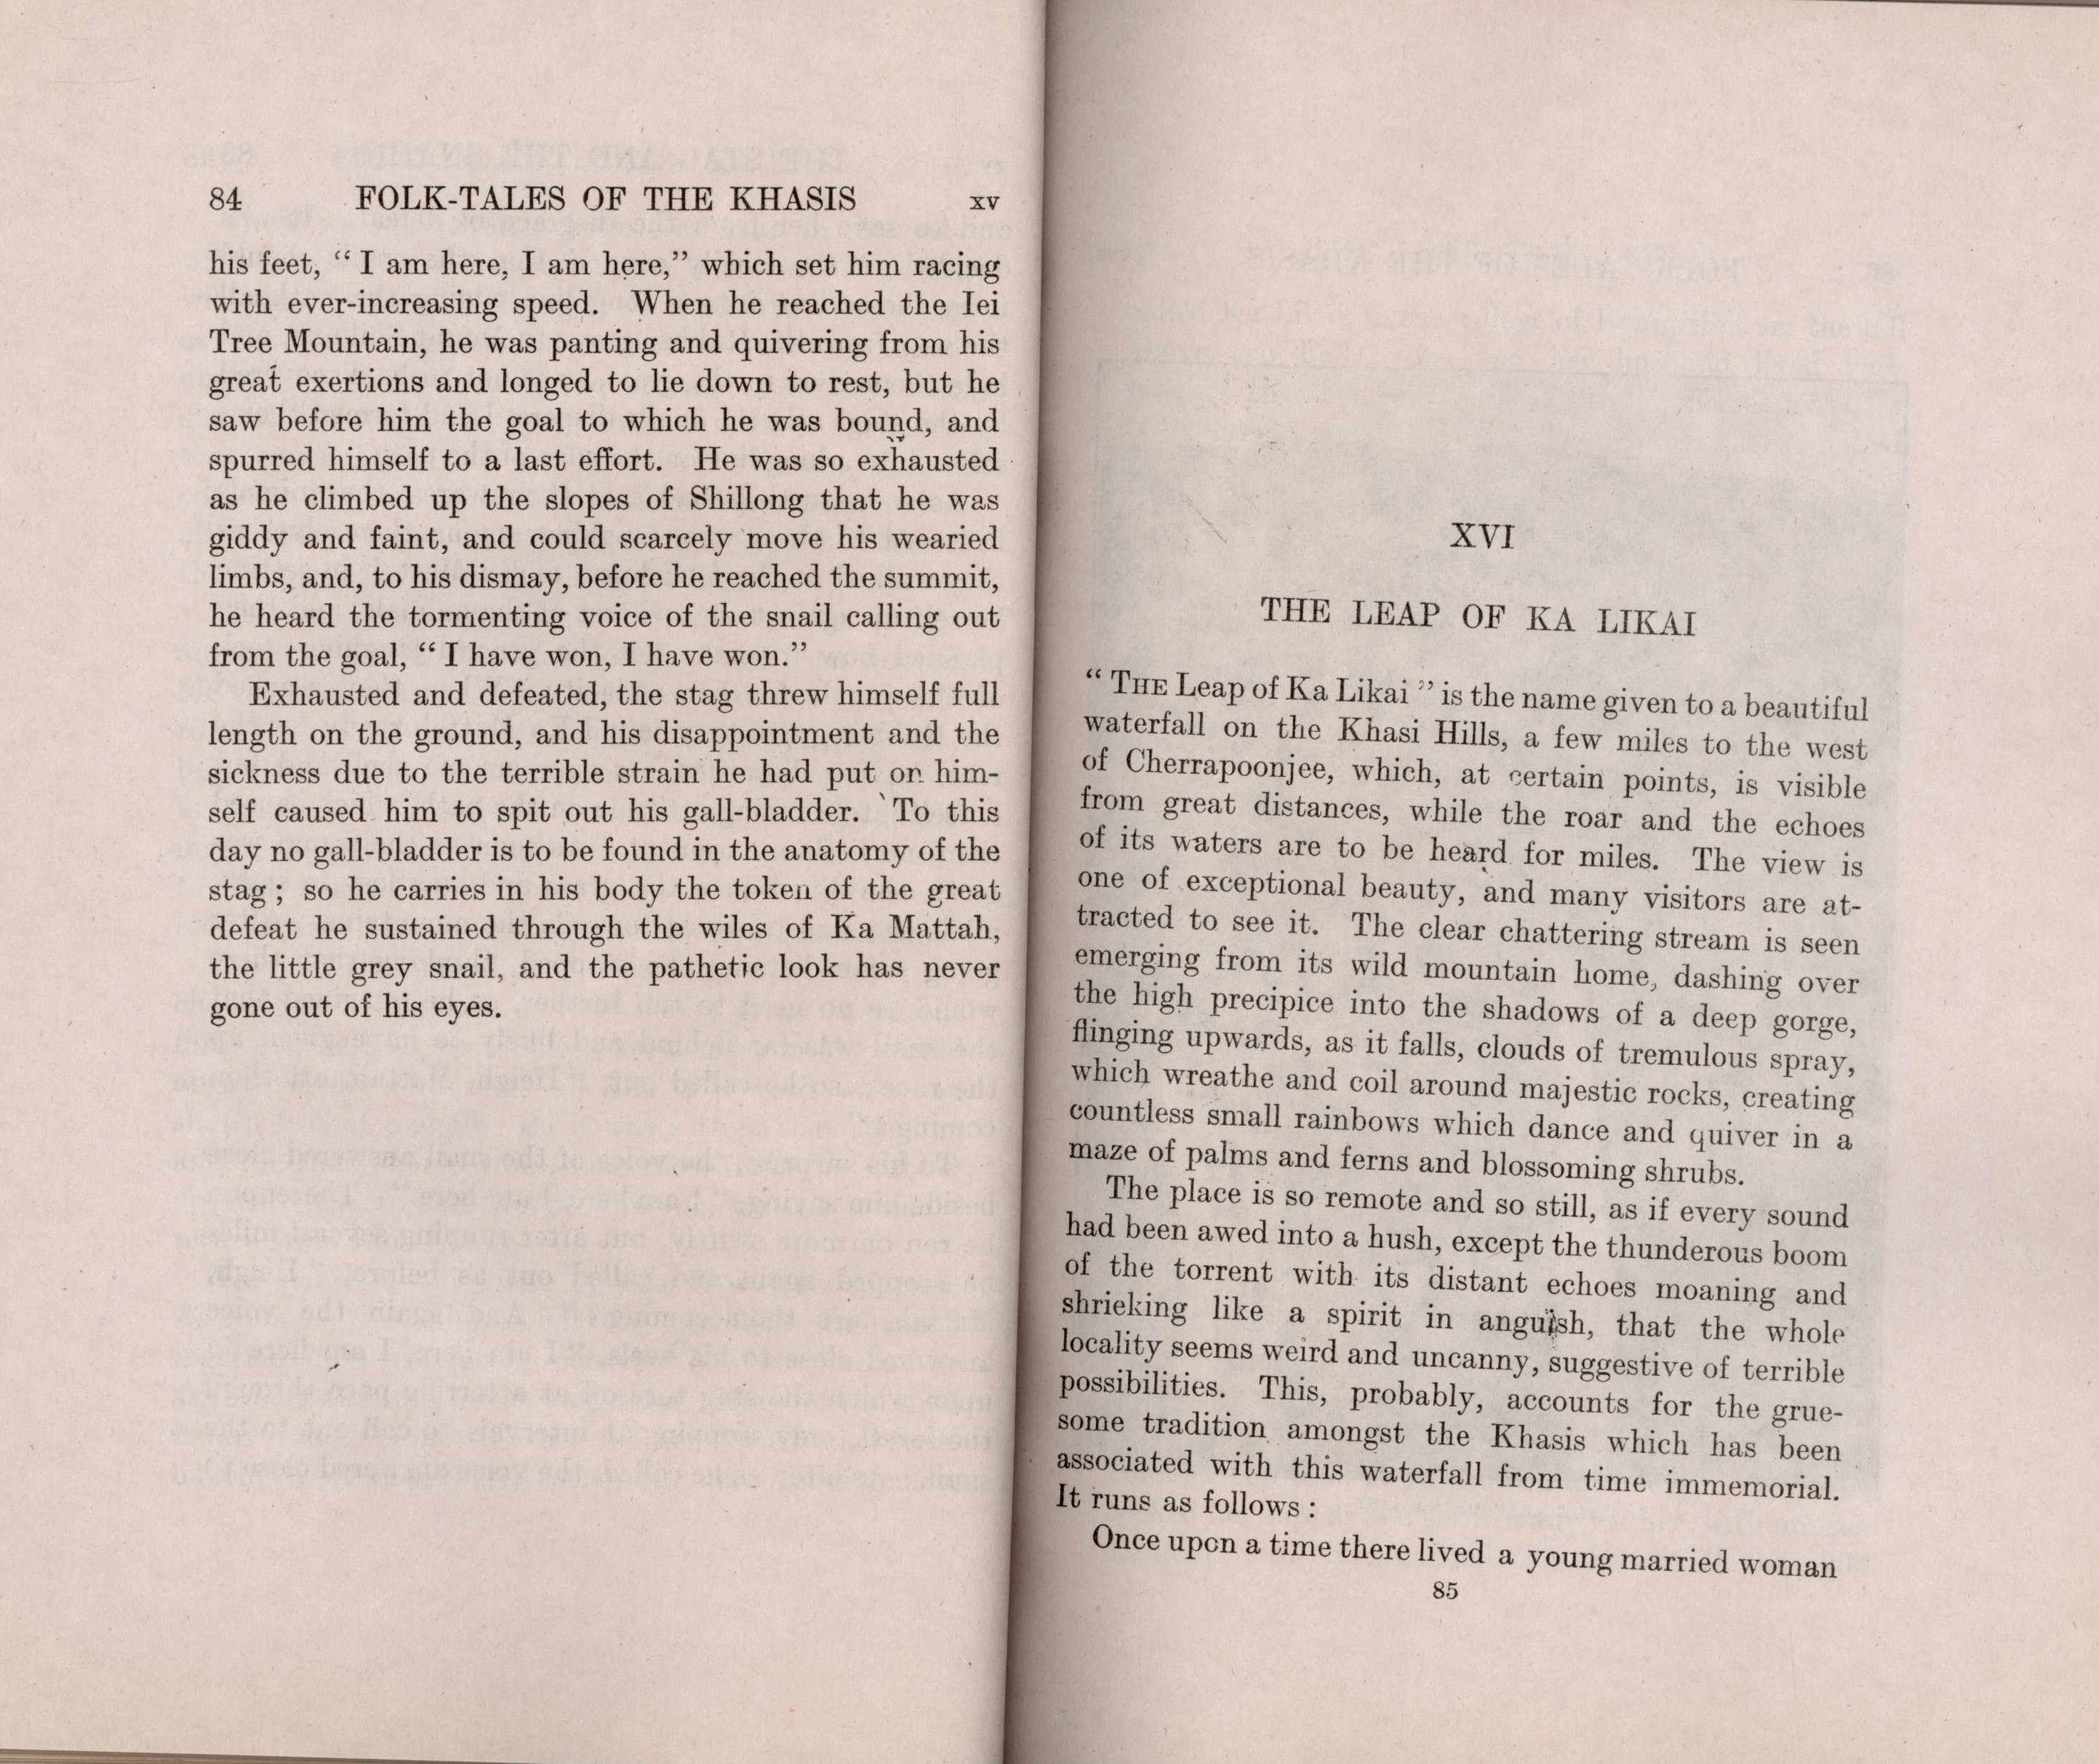 84 FOLK-TALES OF THE KHASIS XV
his feet, “ I am here, I am here,” which set him racing
with ever-increasing speed. When he reached the Iei
Tree Mountain, he was panting and quivering from his
great exertions and longed to lie down to rest, but he
saw before him the goal to which he was bound, and
spurred himself to a last effort. He was so exhausted
as he climbed up the slopes of Shillong that he was
giddy and faint, and could scarcely move his wearied
limbs, and, to his dismay, before he reached the summit,
he heard the tormenting voice of the snail calling out
from the goal, “ I have won, I have won.”
Exhausted and defeated, the stag threw himself full
length on the ground, and his disappointment and the
sickness due to the terrible strain he had put on him-
self caused him to spit out his gall-bladder. To this
day no gall-bladder is to be found in the anatomy of the
stag ; so he carries in his body the token of the great
defeat he sustained through the wiles of Ka Mattah,
the little grey snail, and the pathetic look has never
gone out of his eyes.
XVI
THE LEAP OF KA LIKAI
“ THE Leap of Ka Likai ” is the name given to a beautiful
waterfall on the Khasi Hills, a few miles to the west
of Cherrapoonjee, which, at certain points, is visible
from great distances, while the roar and the echoes
of its waters are to be heard for miles. The view is
one of exceptional beauty, and many visitors are at-
tracted to see it. The clear chattering stream is seen
emerging from its wild mountain home, dashing over
the high precipice into the shadows of a deep gorge,
flinging upwards, as it falls, clouds of tremulous spray,
which wreathe and coil around majestic rocks, creating
countless small rainbows which dance and quiver in a
maze of palms and ferns and blossoming shrubs.
The place is so remote and so still, as if every sound
had been awed into a hush, except the thunderous boom
of the torrent with its distant echoes moaning and
shrieking like a spirit in anguish, that the whole
locality seems weird and uncanny, suggestive of terrible
possibilities. This, probably, accounts for the grue-
some tradition amongst the Khasis which has been
associated with this waterfall from time immemorial.
It runs as follows :
Once upon a time there lived a young married woman
85